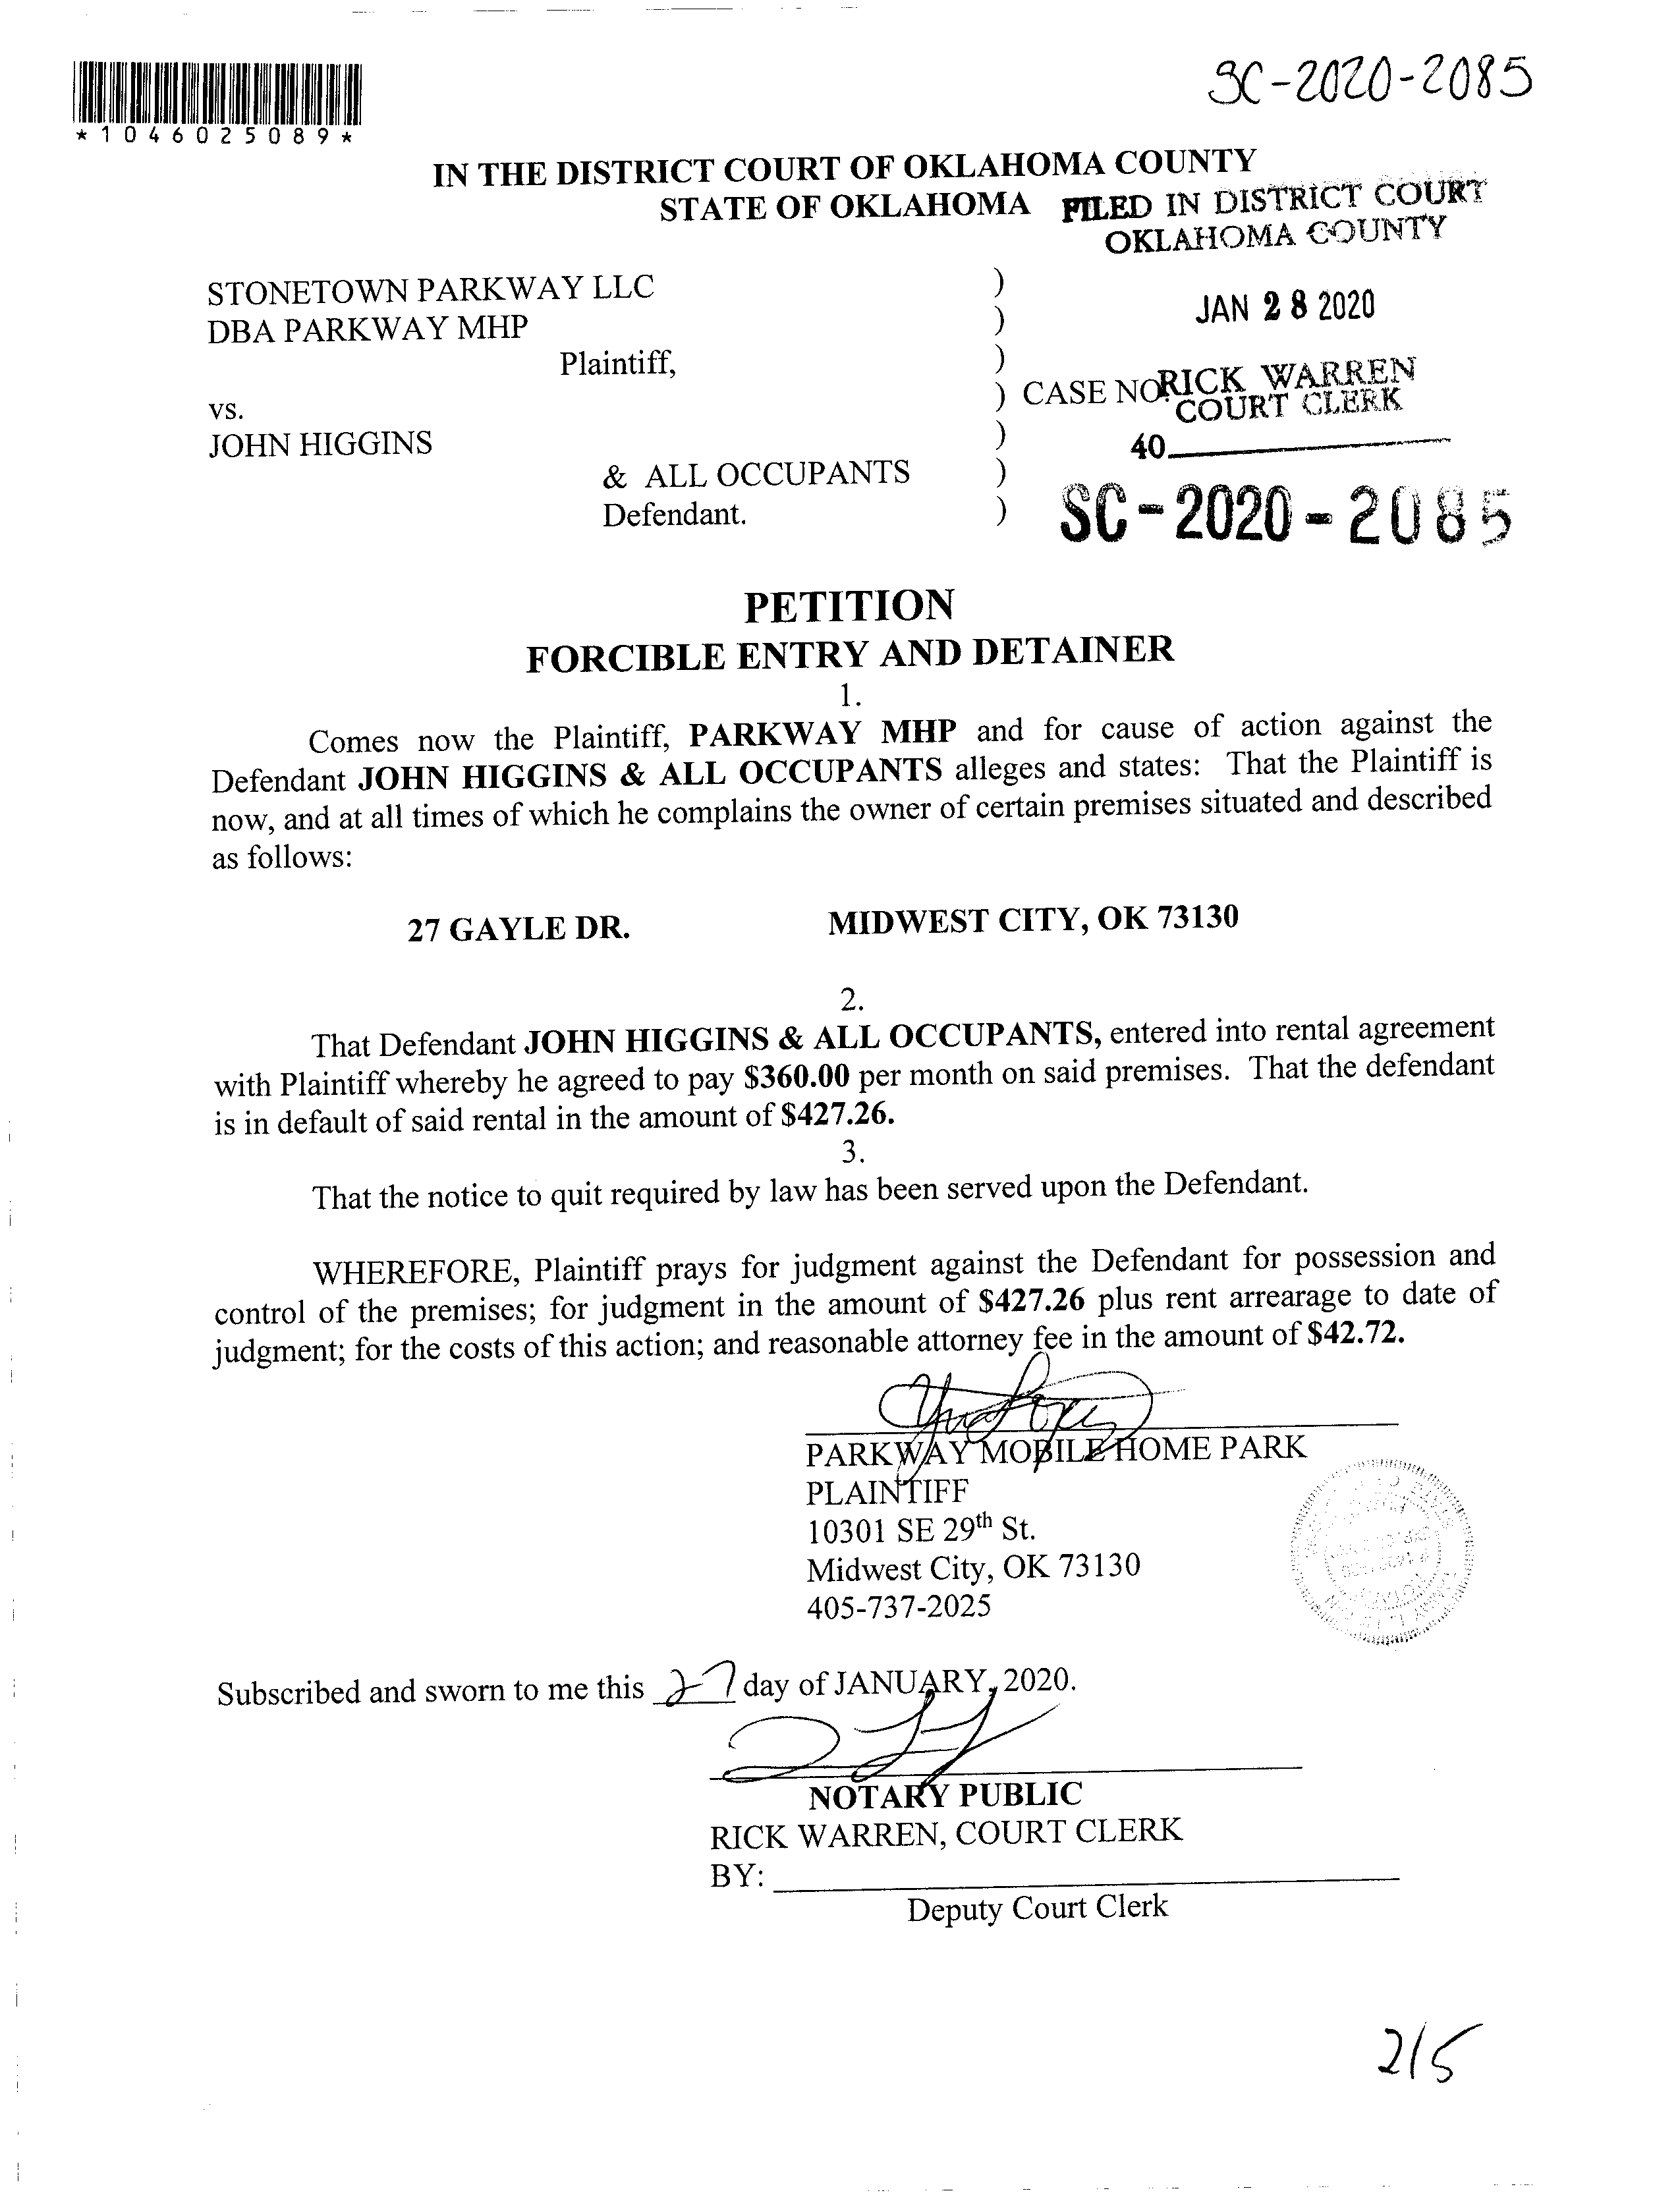 SC-2020-2085
*1046025089*
IN THE DISTRICT COURT OF OKLAHOMA COUNTY
STATE OF OKLAHOMA
FILED IN DISTRICT COURT
OKLAHOMA COUNTY
STONETOWN PARKWAY LLC )
DBA PARKWAY MHP )
JAN 28 2020
Plaintiff, )
) CASE NO.
RICK WARREN
COURT CLERK
vs.
JOHN HIGGINS )
40
& ALL OCCUPANTS )
Defendant. )
SC-2020-2085
PETITION
FORCIBLE ENTRY AND DETAINER
1.
Comes now the Plaintiff, PARKWAY MHP and for cause of action against the
Defendant JOHN HIGGINS & ALL OCCUPANTS alleges and states: That the Plaintiff is
now, and at all times of which he complains the owner of certain premises situated and described
as follows:
27 GAYLE DR. MIDWEST CITY, OK 73130
2.
That Defendant JOHN HIGGINS & ALL OCCUPANTS, entered into rental agreement
with Plaintiff whereby he agreed to pay $360.00 per month on said premises. That the defendant
is in default of said rental in the amount of $427.26.
3.
That the notice to quit required by law has been served upon the Defendant.
WHEREFORE, Plaintiff prays for judgment against the Defendant for possession and
control of the premises; for judgment in the amount of $427.26 plus rent arrearage to date of
judgment; for the costs of this action; and reasonable attorney fee in the amount of $42.72.
PARKWAY MOBILE HOME PARK
PLAINTIFF
10301 SE 29th St.
Midwest City, OK 73130
405-737-2025
Subscribed and sworn to me this 27 day of JANUARY, 2020.
NOTARY PUBLIC
RICK WARREN, COURT CLERK
BY:
Deputy Court Clerk
2/5